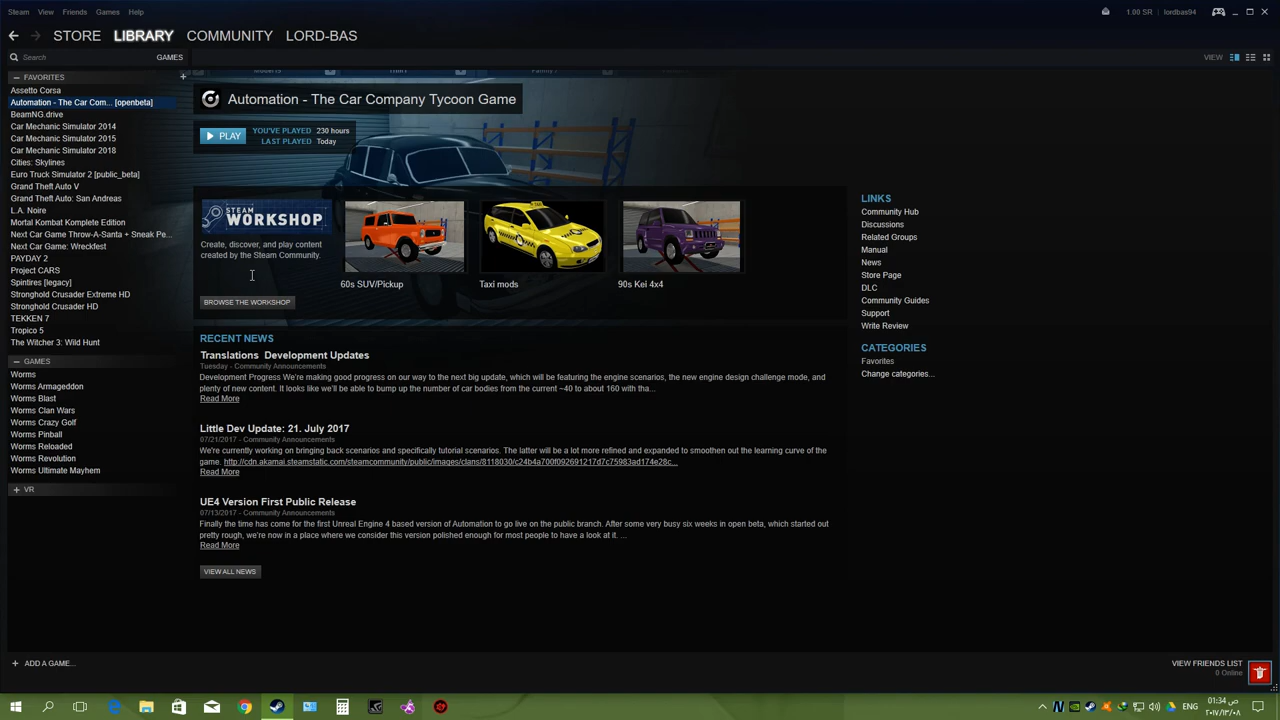 Steam View Friends Games Help
1.00 SR lordbas94
STORE LIBRARY COMMUNITY LORD-BAS
Search GAMES
VIEW
FAVORITES
Assetto Corsa
Automation - The Car Com... [openbeta]
BeamNG.drive
Car Mechanic Simulator 2014
Car Mechanic Simulator 2015
Car Mechanic Simulator 2018
Cities: Skylines
Euro Truck Simulator 2 [public_beta]
Grand Theft Auto V
Grand Theft Auto: San Andreas
L.A. Noire
Mortal Kombat Komplete Edition
Next Car Game Throw-A-Santa + Sneak Pe...
Next Car Game: Wreckfest
PAYDAY 2
Project CARS
Spintires [legacy]
Stronghold Crusader Extreme HD
Stronghold Crusader HD
TEKKEN 7
Tropico 5
The Witcher 3: Wild Hunt
GAMES
Worms
Worms Armageddon
Worms Blast
Worms Clan Wars
Worms Crazy Golf
Worms Pinball
Worms Reloaded
Worms Revolution
Worms Ultimate Mayhem
VR
Automation - The Car Company Tycoon Game
PLAY
YOU'VE PLAYED 230 hours
LAST PLAYED Today
STEAM
WORKSHOP
Create, discover, and play content
created by the Steam Community.
BROWSE THE WORKSHOP
60s SUV/Pickup
TAXI
Taxi mods
90s Kei 4x4
RECENT NEWS
Translations Development Updates
Tuesday - Community Announcements
Development Progress We're making good progress on our way to the next big update, which will be featuring the engine scenarios, the new engine design challenge mode, and
plenty of new content. It looks like we'll be able to bump up the number of car bodies from the current ~40 to about 160 with tha...
Read More
Little Dev Update: 21. July 2017
07/21/2017 - Community Announcements
We're currently working on bringing back scenarios and specifically tutorial scenarios. The latter will be a lot more refined and expanded to smoothen out the learning curve of the
game. http://cdn.akamai.steamstatic.com/steamcommunity/public/images/clans/8118030/c24b4a700f092691217d7c75983ad174e28c...
Read More
UE4 Version First Public Release
07/13/2017 - Community Announcements
Finally the time has come for the first Unreal Engine 4 based version of Automation to go live on the public branch. After some very busy six weeks in open beta, which started out
pretty rough, we're now in a place where we consider this version polished enough for most people to have a look at it. ...
Read More
VIEW ALL NEWS
LINKS
Community Hub
Discussions
Related Groups
Manual
News
Store Page
DLC
Community Guides
Support
Write Review
CATEGORIES
Favorites
Change categories...
ADD A GAME...
VIEW FRIENDS LIST
0 Online
ENG
01:34 ص
٢٠١٧/١٣/٠٨